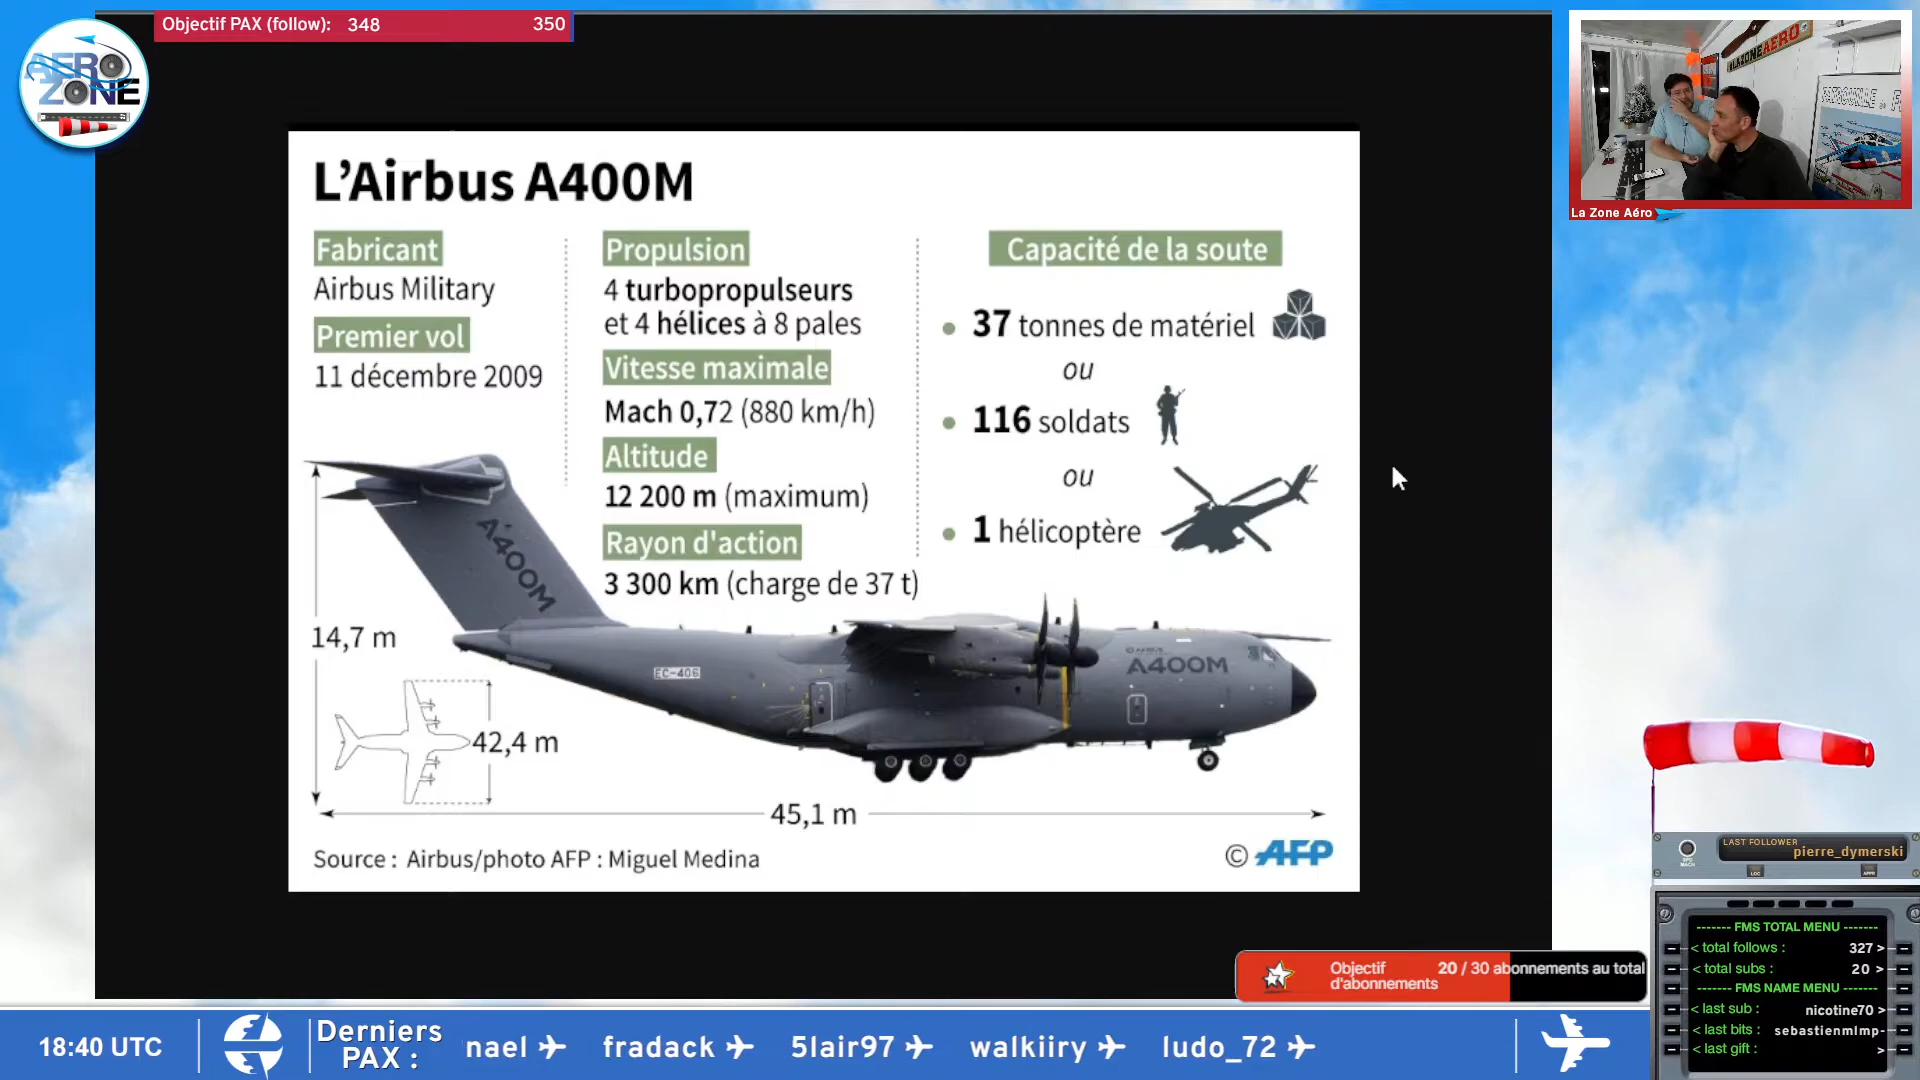 Objectif PAX (follow): 348 350
AERO
ZONE
LAZONEAERO
La Zone Aéro
L'Airbus A400M
Fabricant
Airbus Military
Premier vol
11 décembre 2009
Propulsion
4 turbopropulseurs
et 4 hélices à 8 pales
Vitesse maximale
Mach 0,72 (880 km/h)
Altitude
12 200 m (maximum)
Rayon d'action
3 300 km (charge de 37 t)
Capacité de la soute
37 tonnes de matériel
ou
116 soldats
ou
1 hélicoptère
A400M
14,7 m
EC-406
AIRBUS
A400M
42,4 m
45,1 m
Source : Airbus/photo AFP : Miguel Medina
© AFP
LAST FOLLOWER
pierre_dymerski
SPD
MACH
LOC
APPR
Objectif
d'abonnements
20 / 30 abonnements au total
------- FMS TOTAL MENU -------
< total follows : 327 >
< total subs : 20 >
------- FMS NAME MENU -------
< last sub : nicotine70 >
< last bits : sebastienmlmp-
< last gift : >
18:40 UTC
Derniers
PAX :
nael
fradack
5lair97
walkiiry
ludo_72